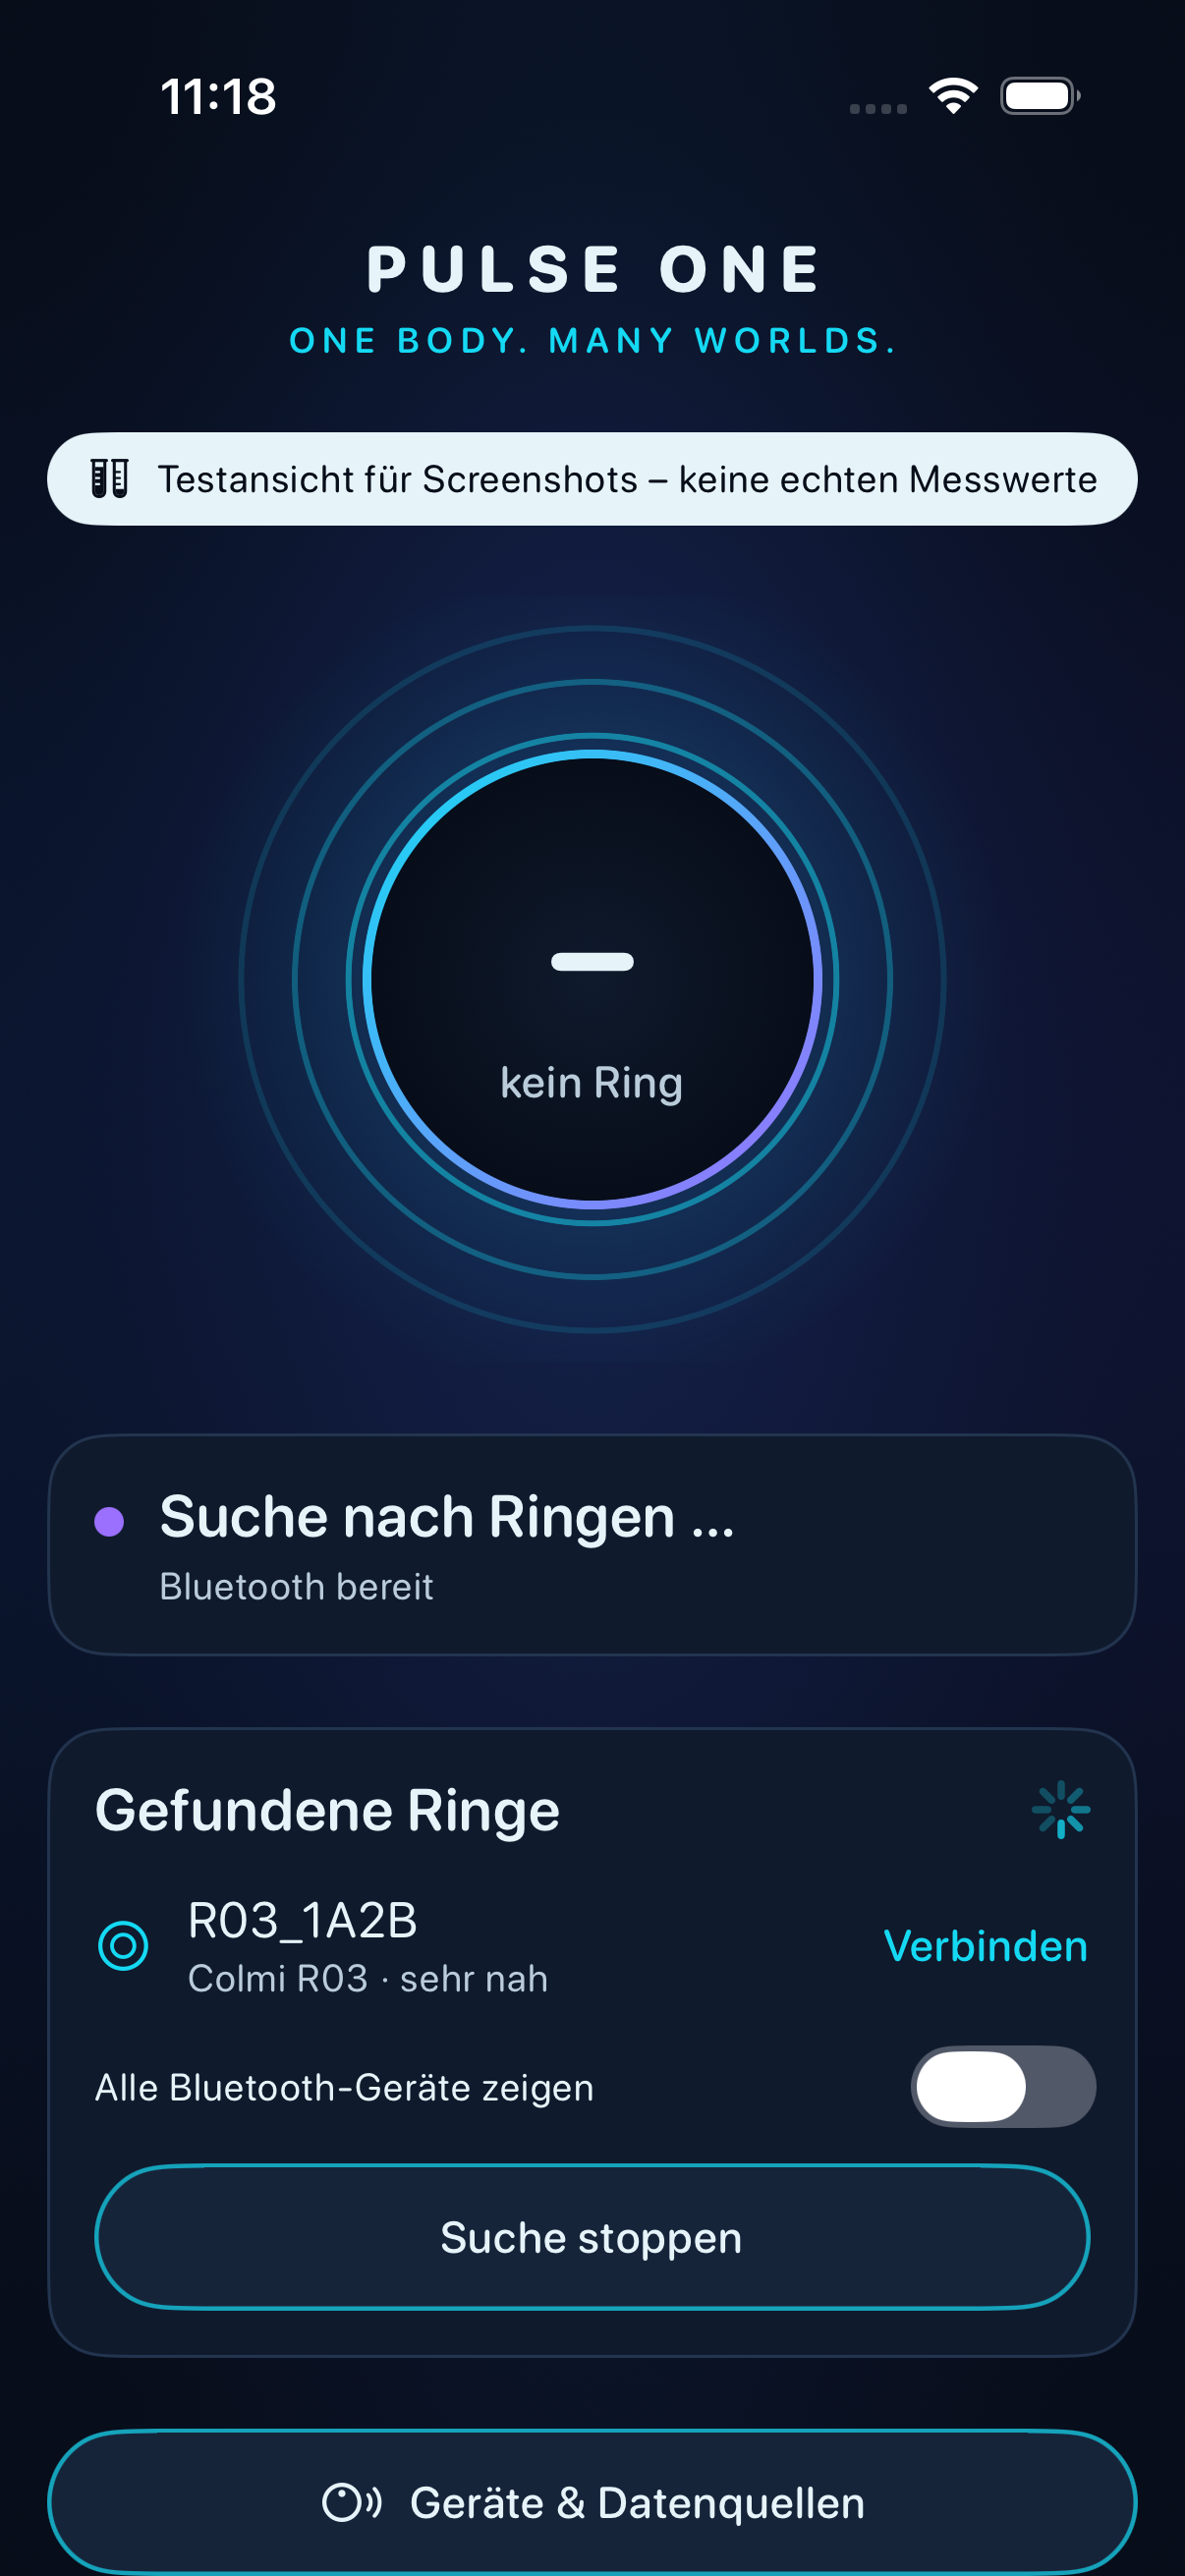 11:18
PULSE ONE
ONE BODY. MANY WORLDS.
Testansicht für Screenshots – keine echten Messwerte
–
kein Ring
Suche nach Ringen ...
Bluetooth bereit
Gefundene Ringe
R03_1A2B
Colmi R03 · sehr nah
Verbinden
Alle Bluetooth-Geräte zeigen
Suche stoppen
Geräte & Datenquellen